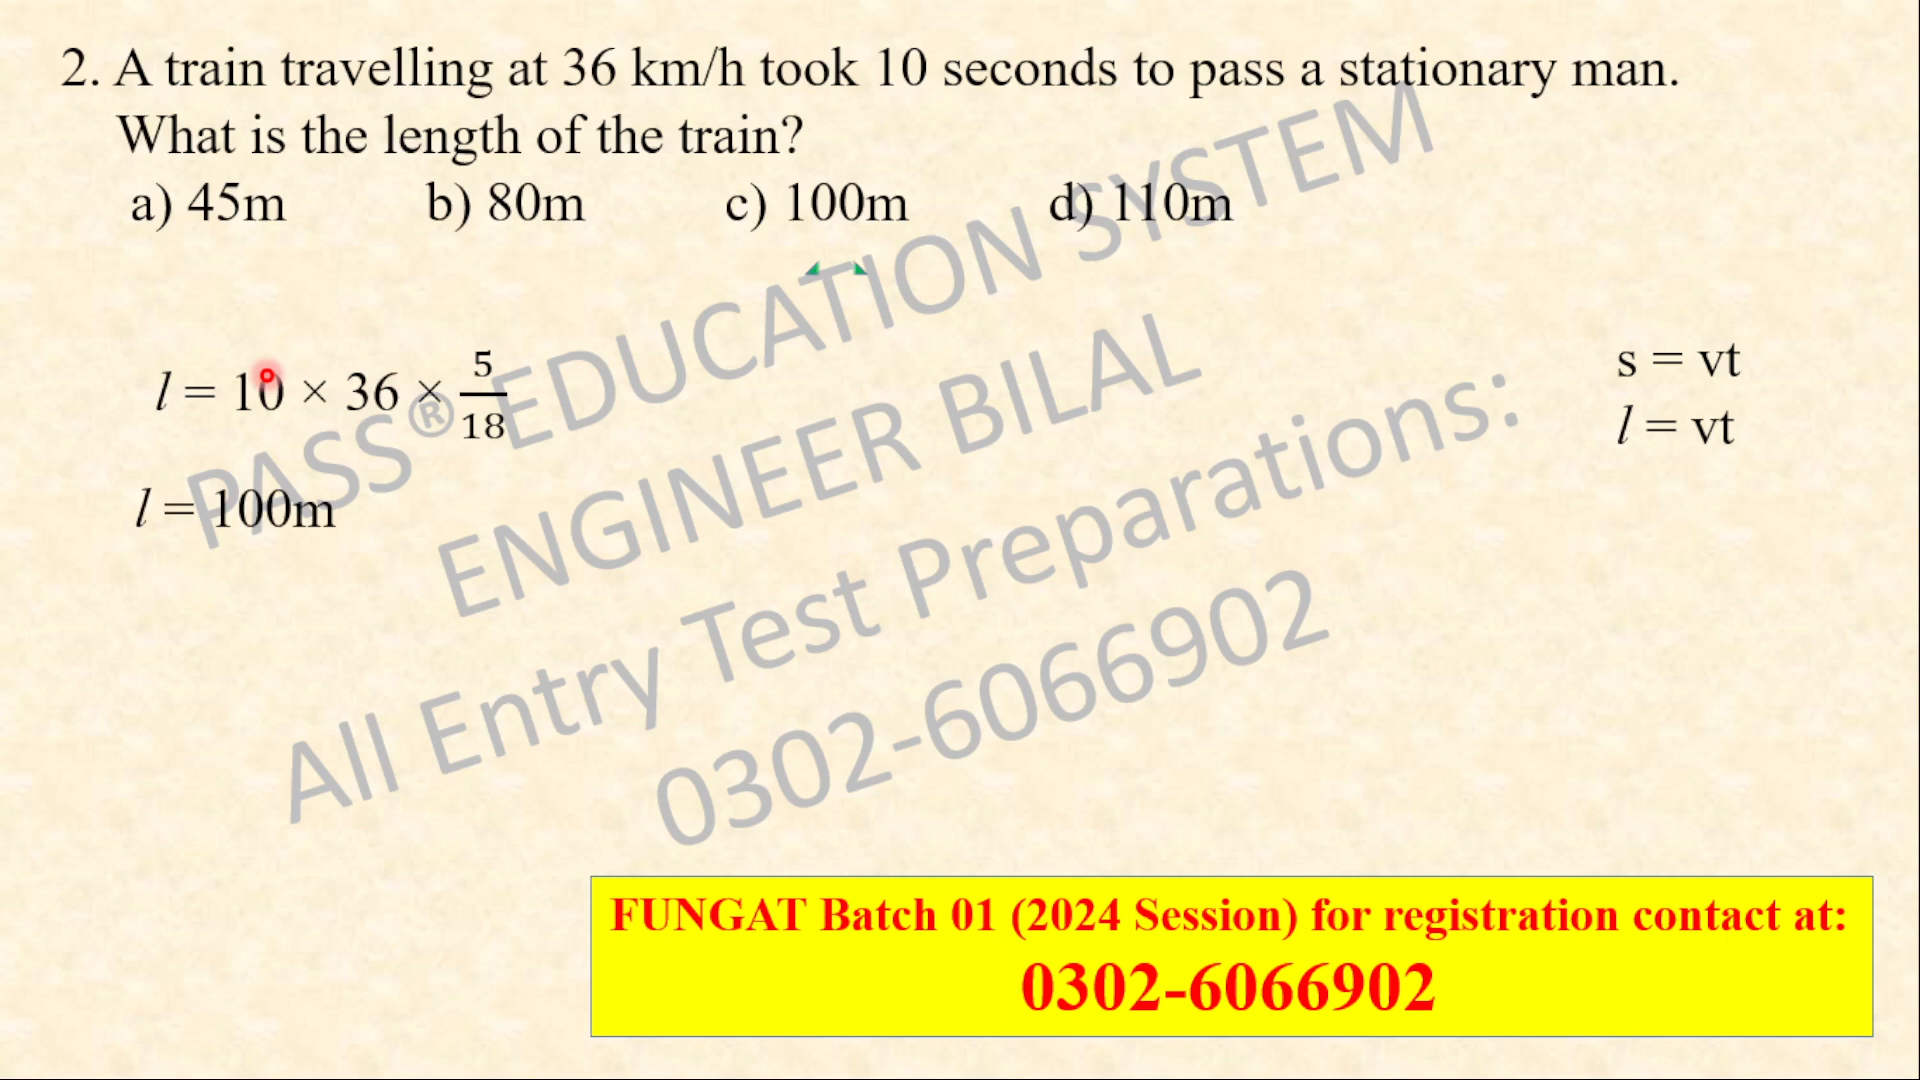 2. A train travelling at 36 km/h took 10 seconds to pass a stationary man.
What is the length of the train?
a) 45m b) 80m c) 100m d) 110m
l = 10 × 36 × 5/18
l = 100m
s = vt
l = vt
PASS® EDUCATION SYSTEM
ENGINEER BILAL
All Entry Test Preparations:
0302-6066902
FUNGAT Batch 01 (2024 Session) for registration contact at:
0302-6066902